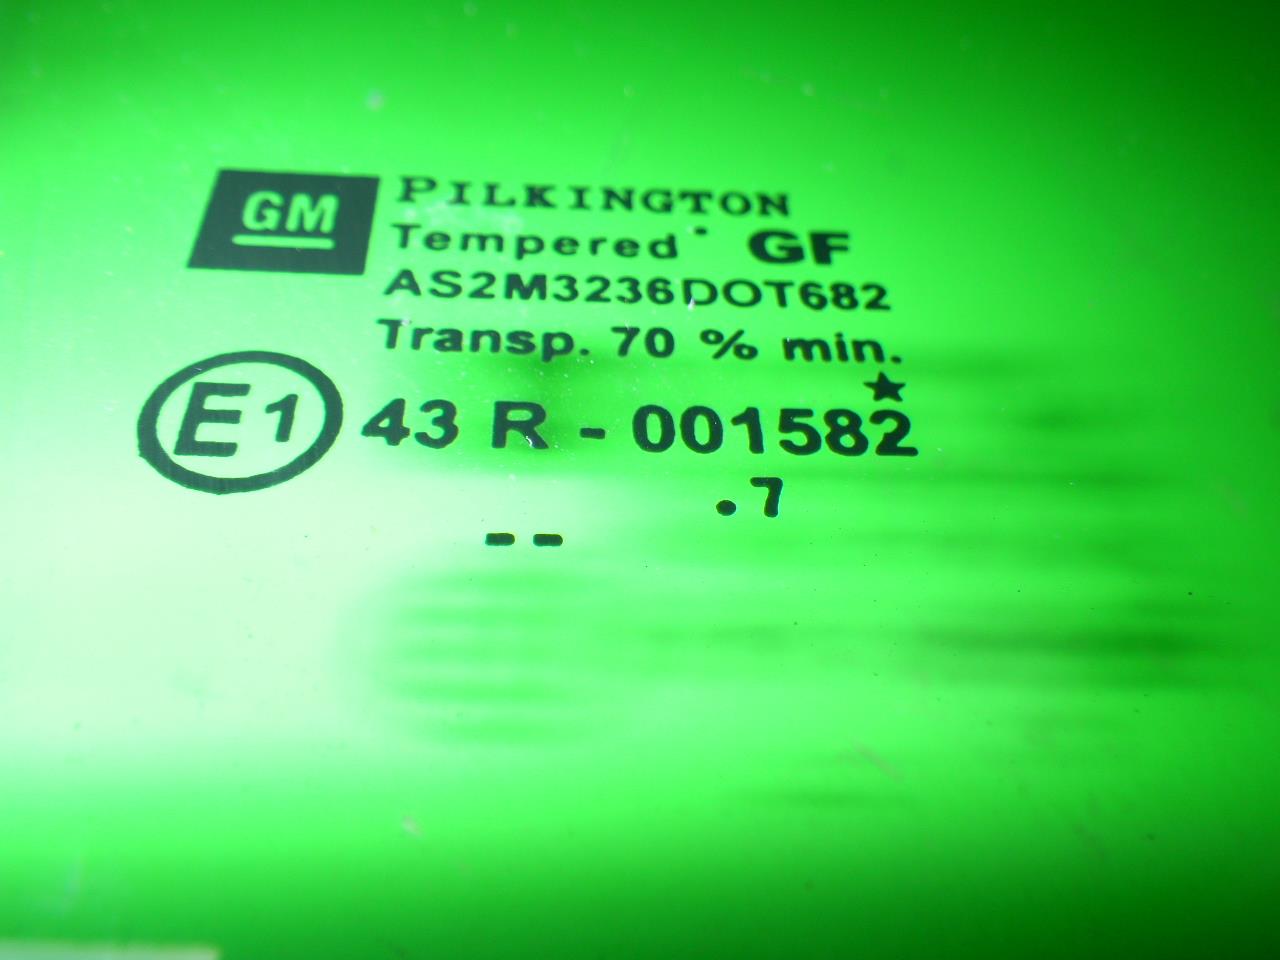 GM
PILKINGTON
Tempered GF
AS2M3236DOT682
Transp. 70 % min.
E1 43 R - 001582
.7
--